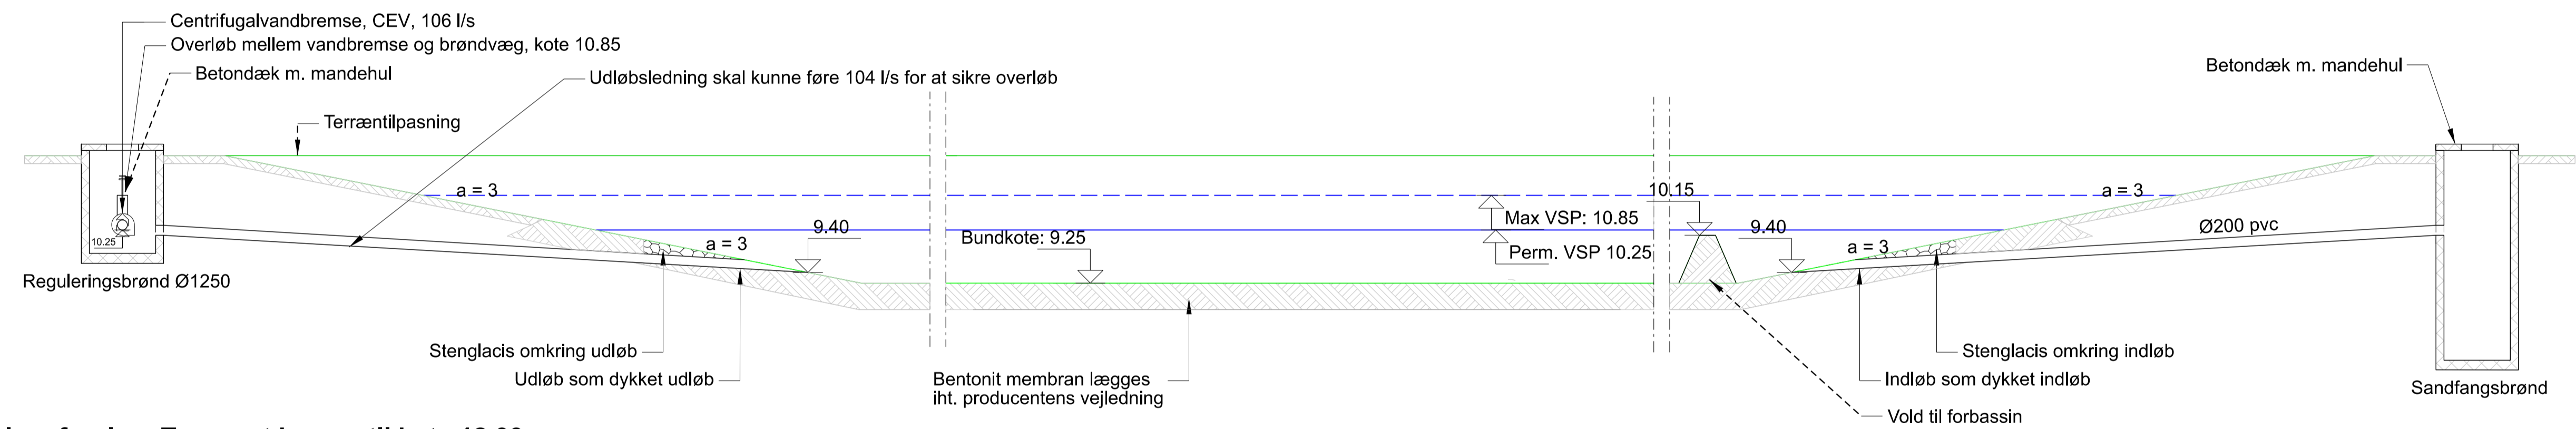 Centrifugalvandbremse, CEV, 106 l/s
Overløb mellem vandbremse og brøndvæg, kote 10.85
Betondæk m. mandehul
Udløbsledning skal kunne føre 104 l/s for at sikre overløb
Betondæk m. mandehul
Terræntilpasning
a = 3
10.15
a = 3
Max VSP: 10.85
9.40
Bundkote: 9.25
9.40
Ø200 pvc
10.25
a = 3
Perm. VSP 10.25
a = 3
Reguleringsbrønd Ø1250
Stenglacis omkring udløb
Stenglacis omkring indløb
Udløb som dykket udløb
Bentonit membran lægges
iht. producentens vejledning
Indløb som dykket indløb
Sandfangsbrønd
Vold til forbassin